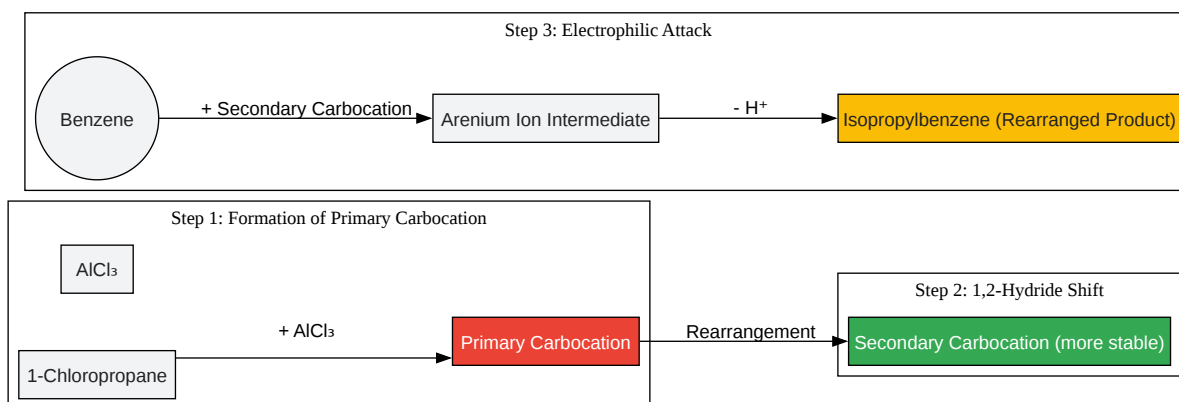 Step 3: Electrophilic Attack
Benzene
+ Secondary Carbocation
Arenium Ion Intermediate
- H⁺
Isopropylbenzene (Rearranged Product)
Step 1: Formation of Primary Carbocation
AlCl₃
1-Chloropropane
+ AlCl₃
Primary Carbocation
Rearrangement
Step 2: 1,2-Hydride Shift
Secondary Carbocation (more stable)